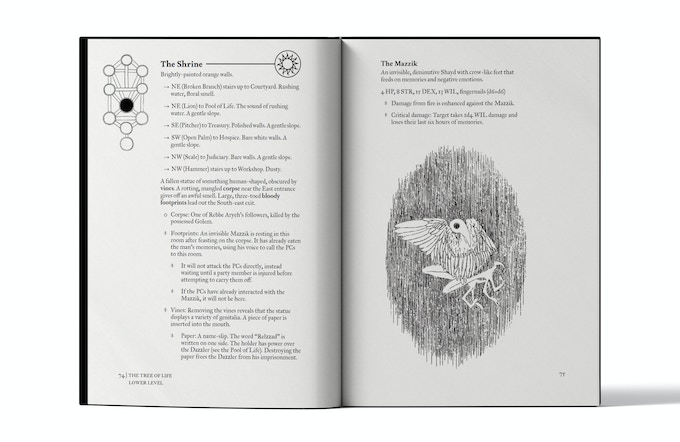 The Shrine
Brightly-painted orange walls.
→ NE (Broken Branch) stairs up to Courtyard. Rushing
water, floral smell.
→ NE (Lion) to Pool of Life. The sound of rushing
water. A gentle slope.
→ SE (Pitcher) to Treasury. Polished walls. A gentle slope.
→ SW (Open Palm) to Hospice. Bare white walls. A
gentle slope.
→ NW (Scale) to Judiciary. Bare walls. A gentle slope.
→ NW (Hammer) stairs up to Workshop. Dusty.
A fallen statue of something human-shaped, obscured by
vines. A rotting, mangled corpse near the East entrance
gives off an awful smell. Large, three-toed bloody
footprints lead out the South-east exit.
Corpse: One of Rebbe Aryeh's followers, killed by the
possessed Golem.
Footprints: An invisible Mazzik is resting in this
room after feasting on the corpse. It has already eaten
the man's memories, using his voice to call the PCs
to this room.
It will not attack the PCs directly, instead
waiting until a party member is injured before
attempting to carry them off.
If the PCs have already interacted with the
Mazzik, it will not be here.
Vines: Removing the vines reveals that the statue
displays a variety of genitalia. A piece of paper is
inserted into the mouth.
Paper: A name-slip. The word "Relzzad" is
written on one side. The holder has power over
the Dazzler (see the Pool of Life). Destroying the
paper frees the Dazzler from his imprisonment.
74 | THE TREE OF LIFE
LOWER LEVEL
The Mazzik
An invisible, diminutive Shayd with crow-like feet that
feeds on memories and negative emotions.
4 HP, 8 STR, 17 DEX, 13 WIL, fingernails (d6+d6)
Damage from fire is enhanced against the Mazzik.
Critical damage: Target takes 2d4 WIL damage and
loses their last six hours of memories.
75